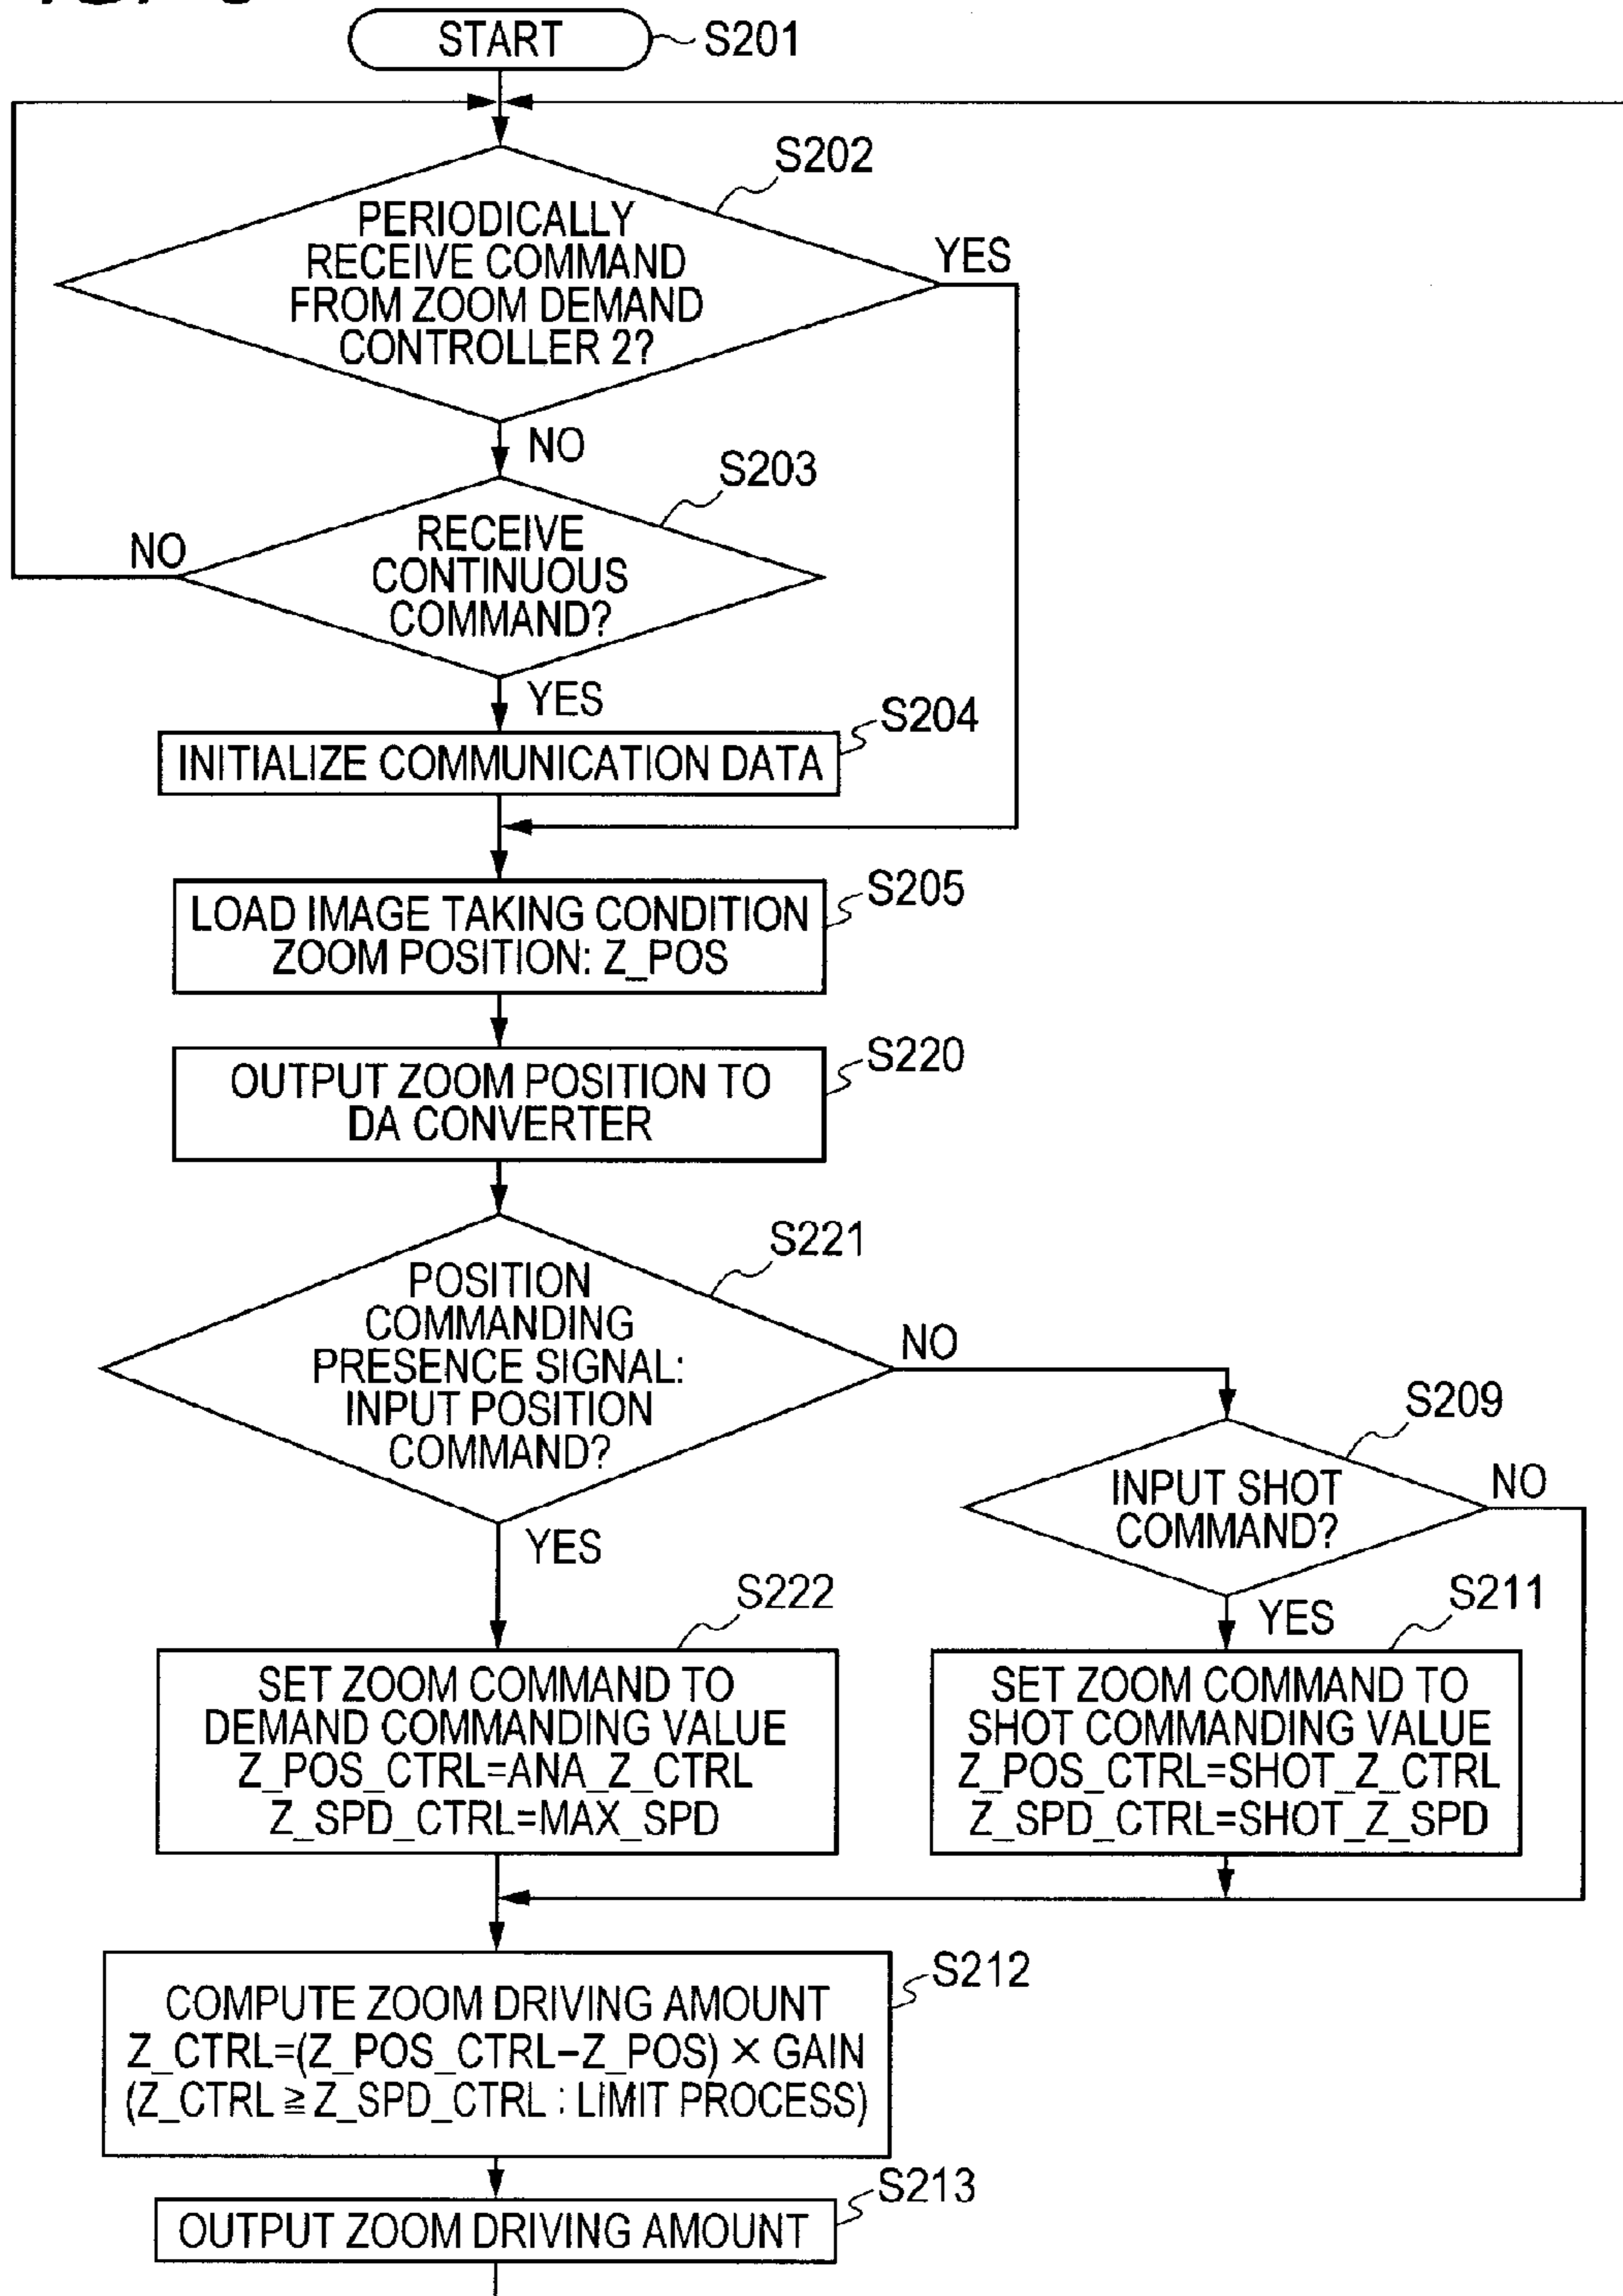 START
S201
S202
PERIODICALLY
RECEIVE COMMAND
FROM ZOOM DEMAND
CONTROLLER 2?
YES
NO
S203
RECEIVE
CONTINUOUS
COMMAND?
NO
YES
S204
INITIALIZE COMMUNICATION DATA
S205
LOAD IMAGE TAKING CONDITION
ZOOM POSITION: Z_POS
S220
OUTPUT ZOOM POSITION TO
DA CONVERTER
S221
POSITION
COMMANDING
PRESENCE SIGNAL:
INPUT POSITION
COMMAND?
NO
YES
S209
INPUT SHOT
COMMAND?
NO
YES
S222
SET ZOOM COMMAND TO
DEMAND COMMANDING VALUE
Z_POS_CTRL=ANA_Z_CTRL
Z_SPD_CTRL=MAX_SPD
S211
SET ZOOM COMMAND TO
SHOT COMMANDING VALUE
Z_POS_CTRL=SHOT_Z_CTRL
Z_SPD_CTRL=SHOT_Z_SPD
S212
COMPUTE ZOOM DRIVING AMOUNT
Z_CTRL=(Z_POS_CTRL−Z_POS) × GAIN
(Z_CTRL ≧ Z_SPD_CTRL : LIMIT PROCESS)
S213
OUTPUT ZOOM DRIVING AMOUNT